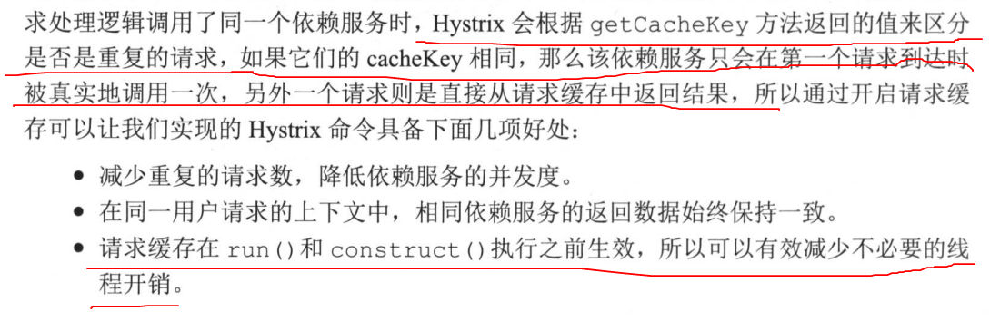 求处理逻辑调用了同一个依赖服务时，Hystrix 会根据 getCacheKey 方法返回的值来区分
是否是重复的请求，如果它们的 cacheKey 相同，那么该依赖服务只会在第一个请求到达时
被真实地调用一次，另外一个请求则是直接从请求缓存中返回结果，所以通过开启请求缓
存可以让我们实现的 Hystrix 命令具备下面几项好处：
● 减少重复的请求数，降低依赖服务的并发度。
● 在同一用户请求的上下文中，相同依赖服务的返回数据始终保持一致。
● 请求缓存在 run()和 construct()执行之前生效，所以可以有效减少不必要的线
程开销。